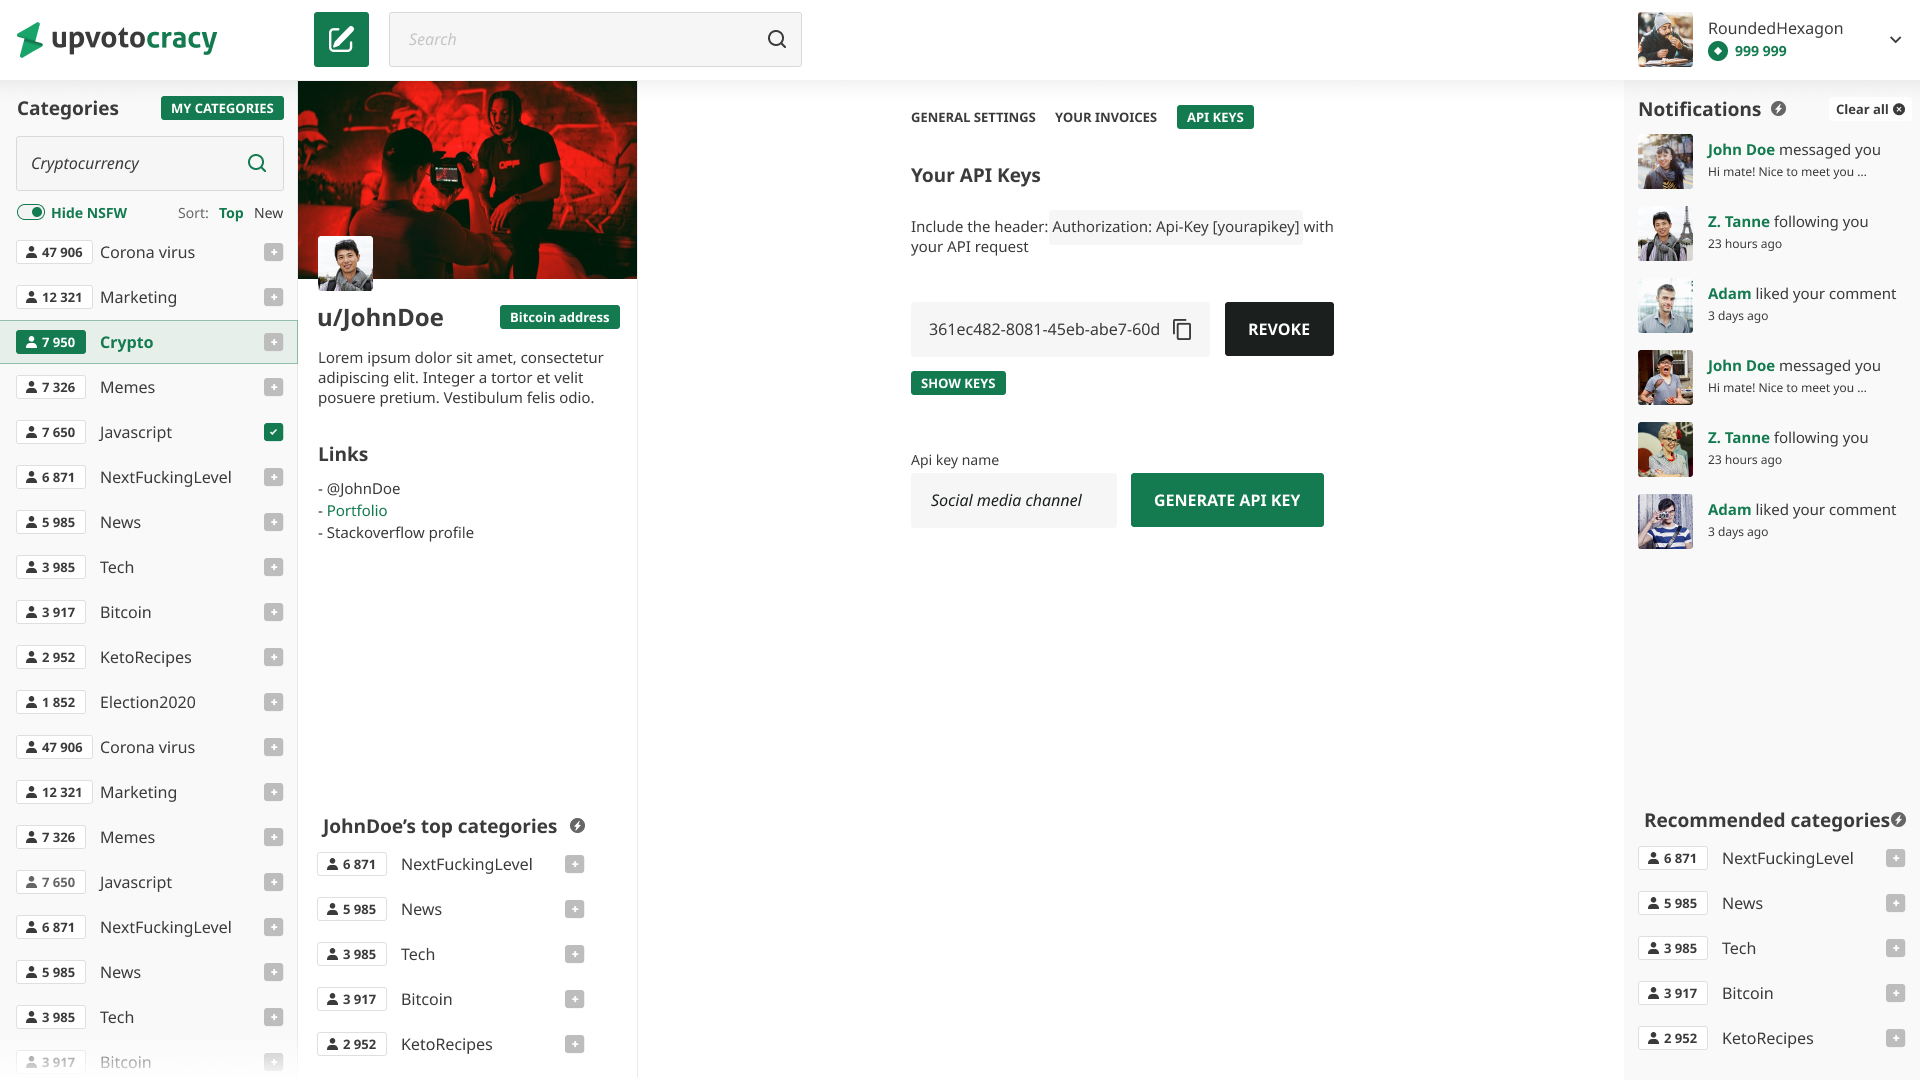 upvotocracy
Search
RoundedHexagon
999 999
Categories
MY CATEGORIES
Cryptocurrency
Hide NSFW
Sort: Top New
47 906 Corona virus
12 321 Marketing
7 950 Crypto
7 326 Memes
7 650 Javascript
6 871 NextFuckingLevel
5 985 News
3 985 Tech
3 917 Bitcoin
2 952 KetoRecipes
1 852 Election2020
47 906 Corona virus
12 321 Marketing
7 326 Memes
7 650 Javascript
6 871 NextFuckingLevel
5 985 News
3 985 Tech
3 917 Bitcoin
OFF
u/JohnDoe
Bitcoin address
Lorem ipsum dolor sit amet, consectetur
adipiscing elit. Integer a tortor et velit
posuere pretium. Vestibulum felis odio.
Links
- @JohnDoe
- Portfolio
- Stackoverflow profile
JohnDoe’s top categories
6 871 NextFuckingLevel
5 985 News
3 985 Tech
3 917 Bitcoin
2 952 KetoRecipes
GENERAL SETTINGS YOUR INVOICES API KEYS
Your API Keys
Include the header: Authorization: Api-Key [yourapikey] with
your API request
361ec482-8081-45eb-abe7-60d
REVOKE
SHOW KEYS
Api key name
Social media channel
GENERATE API KEY
Notifications
Clear all
John Doe messaged you
Hi mate! Nice to meet you ...
Z. Tanne following you
23 hours ago
Adam liked your comment
3 days ago
John Doe messaged you
Hi mate! Nice to meet you ...
Z. Tanne following you
23 hours ago
Adam liked your comment
3 days ago
Recommended categories
6 871 NextFuckingLevel
5 985 News
3 985 Tech
3 917 Bitcoin
2 952 KetoRecipes